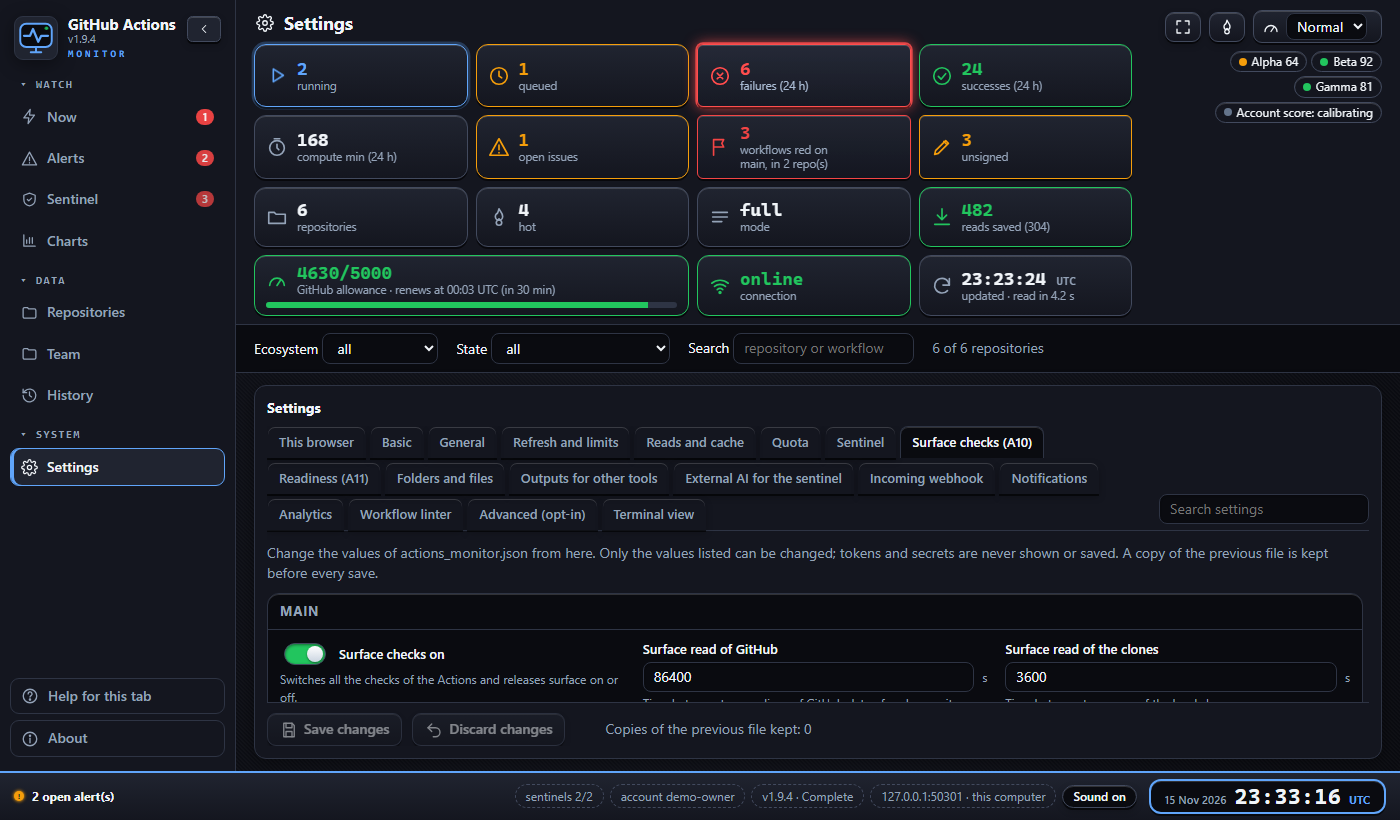 GitHub Actions
v1.9.4
MONITOR
WATCH
Now 1
Alerts 2
Sentinel 3
Charts
DATA
Repositories
Team
History
SYSTEM
Settings
Help for this tab
About
Settings
Normal
Alpha 64
Beta 92
Gamma 81
Account score: calibrating
2
running
1
queued
6
failures (24 h)
24
successes (24 h)
168
compute min (24 h)
1
open issues
3
workflows red on
main, in 2 repo(s)
3
unsigned
6
repositories
4
hot
full
mode
482
reads saved (304)
4630/5000
GitHub allowance · renews at 00:03 UTC (in 30 min)
online
connection
23:23:24 UTC
updated · read in 4.2 s
Ecosystem all State all Search repository or workflow 6 of 6 repositories
Settings
This browser Basic General Refresh and limits Reads and cache Quota Sentinel Surface checks (A10)
Readiness (A11) Folders and files Outputs for other tools External AI for the sentinel Incoming webhook Notifications
Analytics Workflow linter Advanced (opt-in) Terminal view Search settings
Change the values of actions_monitor.json from here. Only the values listed can be changed; tokens and secrets are never shown or saved. A copy of the previous file is kept
before every save.
MAIN
Surface checks on
Switches all the checks of the Actions and releases surface on or
off.
Surface read of GitHub
86400 s
Surface read of the clones
3600 s
Save changes Discard changes Copies of the previous file kept: 0
2 open alert(s) sentinels 2/2 account demo-owner v1.9.4 · Complete 127.0.0.1:50301 · this computer Sound on 15 Nov 2026 23:33:16 UTC